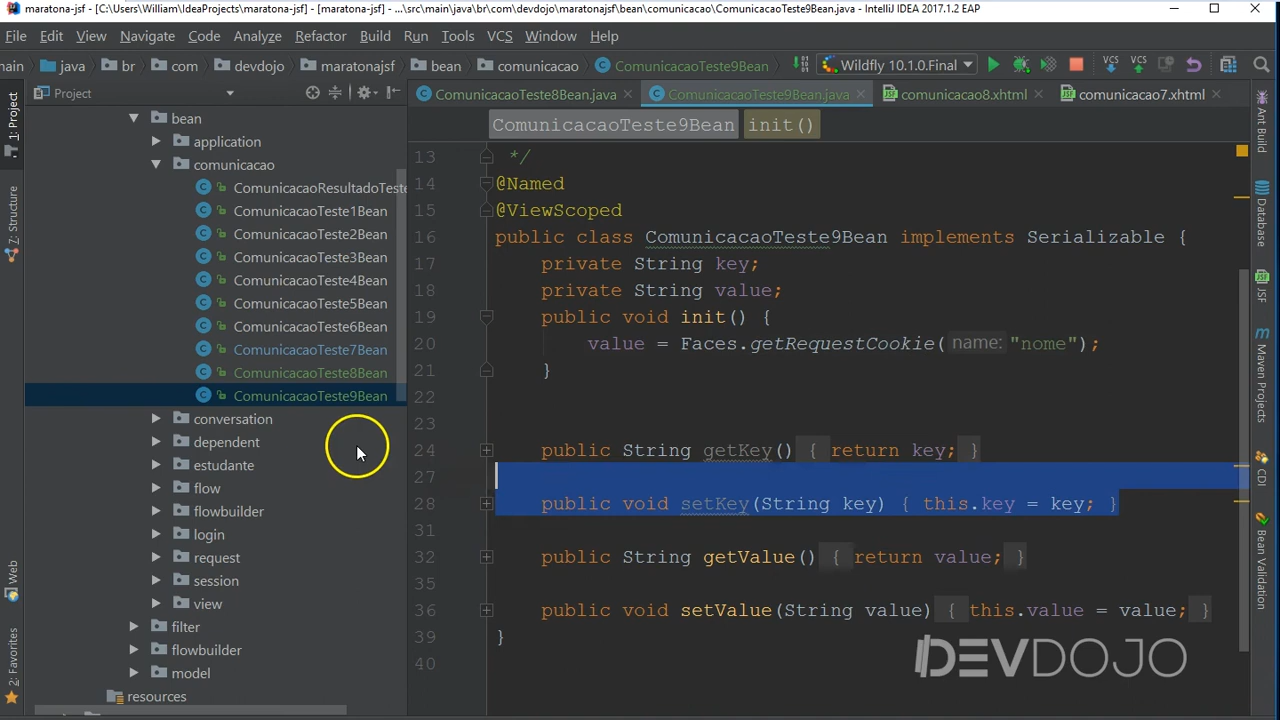 maratona-jsf - [C:\Users\William\IdeaProjects\maratona-jsf] - [maratona-jsf] - ...\src\main\java\br\com\devdojo\maratonajsf\bean\comunicacao\ComunicacaoTeste9Bean.java - IntelliJ IDEA 2017.1.2 EAP
File Edit View Navigate Code Analyze Refactor Build Run Tools VCS Window Help
main java br com devdojo maratonajsf bean comunicacao ComunicacaoTeste9Bean Wildfly 10.1.0.Final VCS VCS
Project
ComunicacaoTeste8Bean.java ComunicacaoTeste9Bean.java comunicacao8.xhtml comunicacao7.xhtml
ComunicacaoTeste9Bean init()
1: Project
7: Structure
Web
2: Favorites
bean
application
comunicacao
ComunicacaoResultadoTeste
ComunicacaoTeste1Bean
ComunicacaoTeste2Bean
ComunicacaoTeste3Bean
ComunicacaoTeste4Bean
ComunicacaoTeste5Bean
ComunicacaoTeste6Bean
ComunicacaoTeste7Bean
ComunicacaoTeste8Bean
ComunicacaoTeste9Bean
conversation
dependent
estudante
flow
flowbuilder
login
request
session
view
filter
flowbuilder
model
resources
13 */
14 @Named
15 @ViewScoped
16 public class ComunicacaoTeste9Bean implements Serializable {
17 private String key;
18 private String value;
19 public void init() {
20 value = Faces.getRequestCookie( name: "nome");
21 }
22
23
24 public String getKey() { return key; }
27
28 public void setKey(String key) { this.key = key; }
31
32 public String getValue() { return value; }
35
36 public void setValue(String value) { this.value = value; }
39 }
40
Ant Build
Database
JSF
Maven Projects
CDI
Bean Validation
DEVDOJO